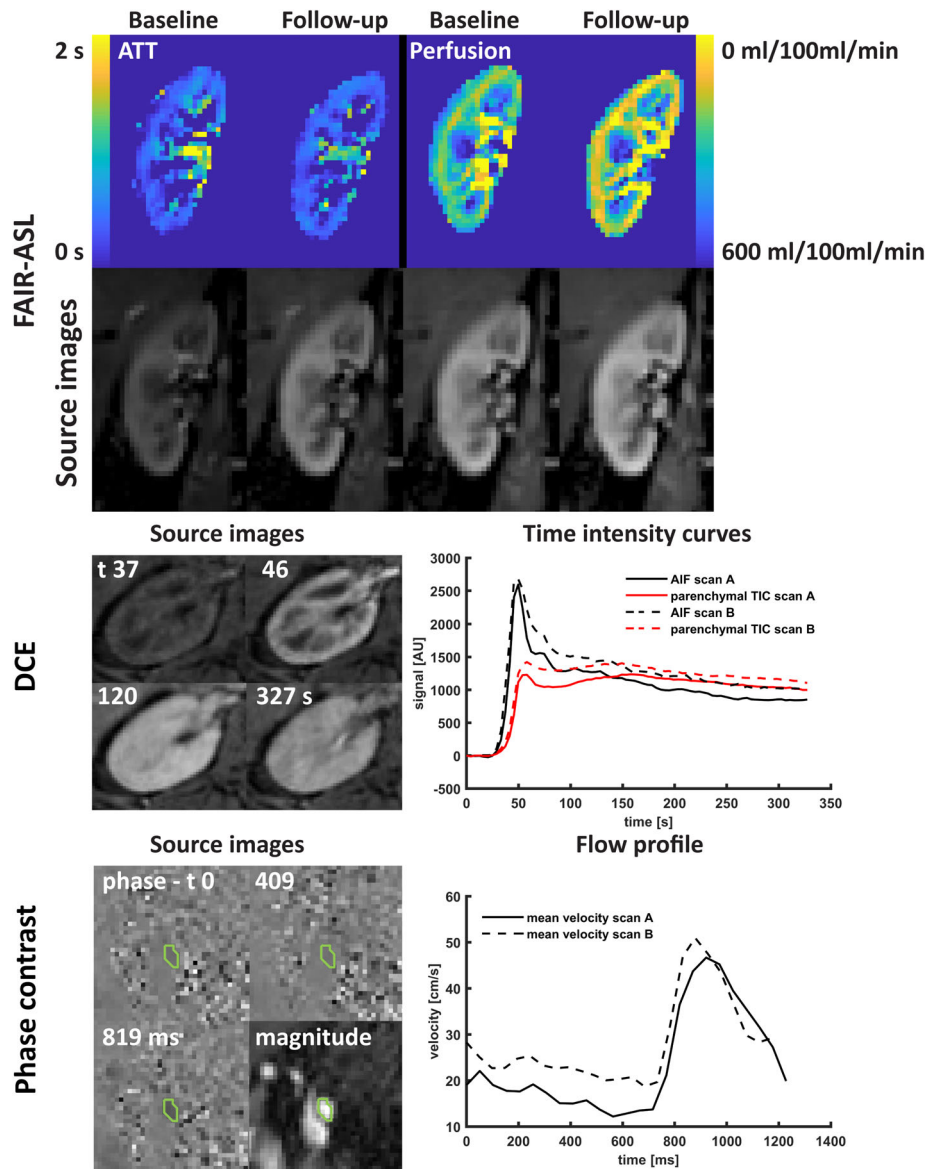 Baseline Follow-up Baseline Follow-up
2 s ATT Perfusion 0 ml/100ml/min
0 s 600 ml/100ml/min
FAIR-ASL
Source images
Source images
DCE
t 37 46
120 327 s
Time intensity curves
AIF scan A
parenchymal TIC scan A
AIF scan B
parenchymal TIC scan B
signal [AU]
3000
2500
2000
1500
1000
500
0
-500
0 50 100 150 200 250 300 350
time [s]
Source images
Phase contrast
phase - t 0 409
819 ms magnitude
Flow profile
mean velocity scan A
mean velocity scan B
velocity [cm/s]
60
50
40
30
20
10
0 200 400 600 800 1000 1200 1400
time [ms]